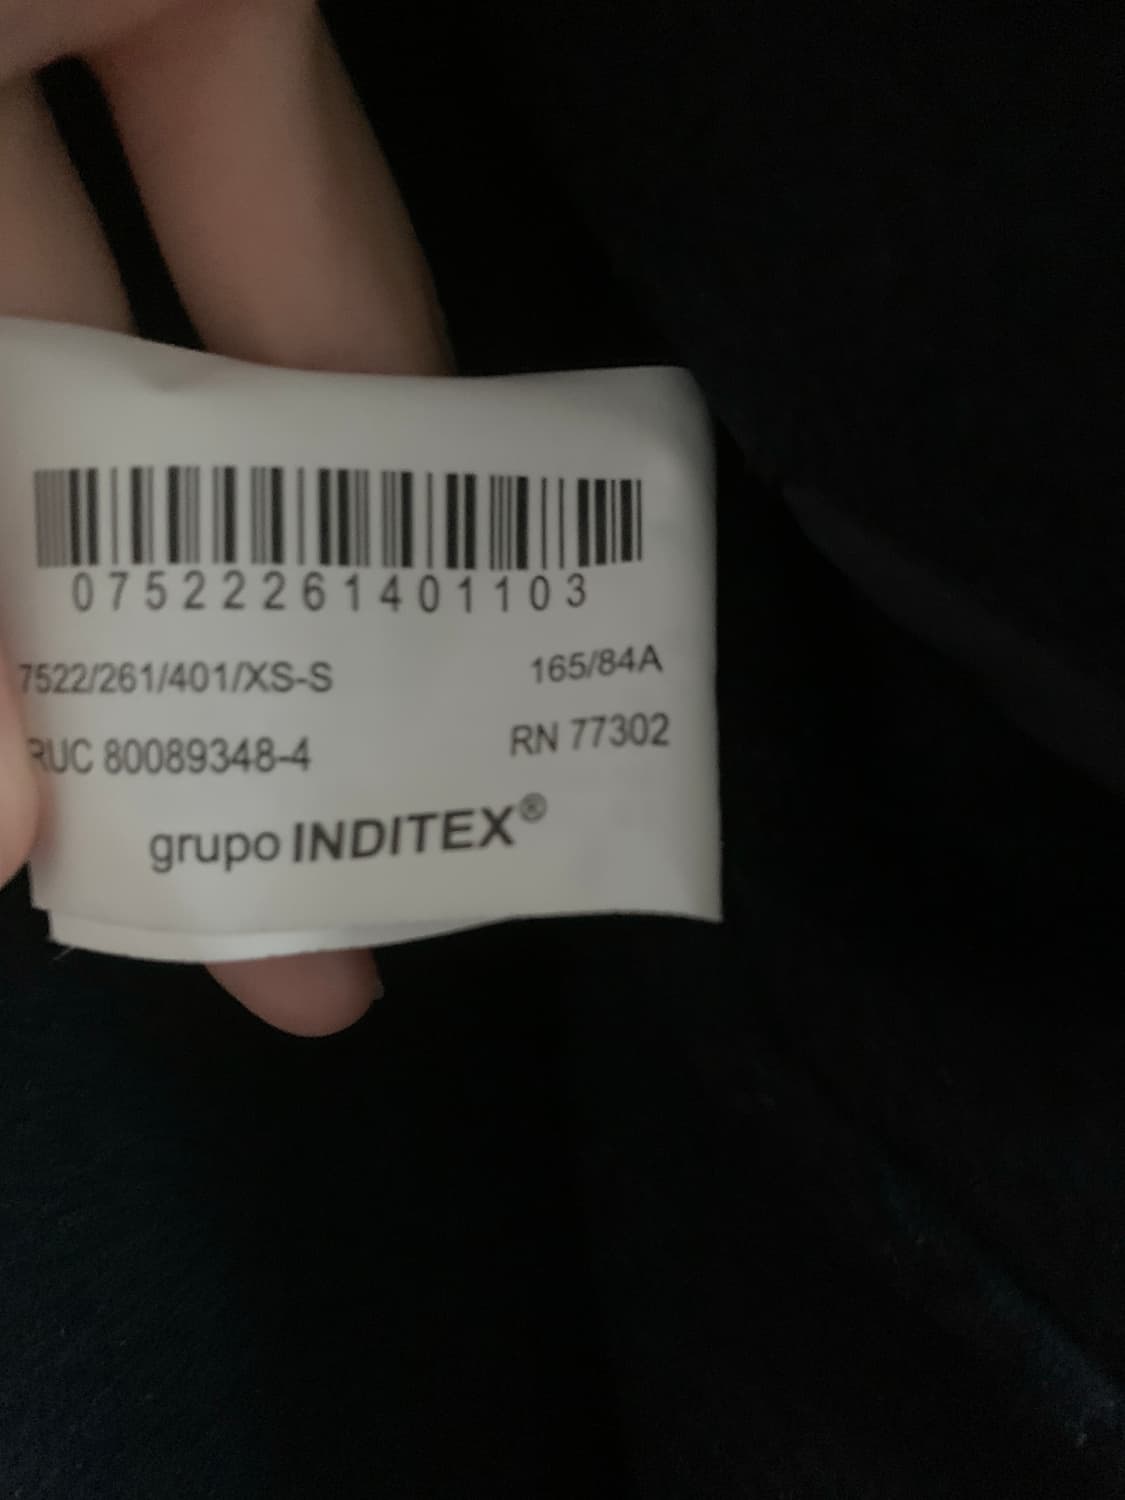 07522261401103
7522/261/401/XS-S 165/84A
RUC 80089348-4 RN 77302
grupo INDITEX®